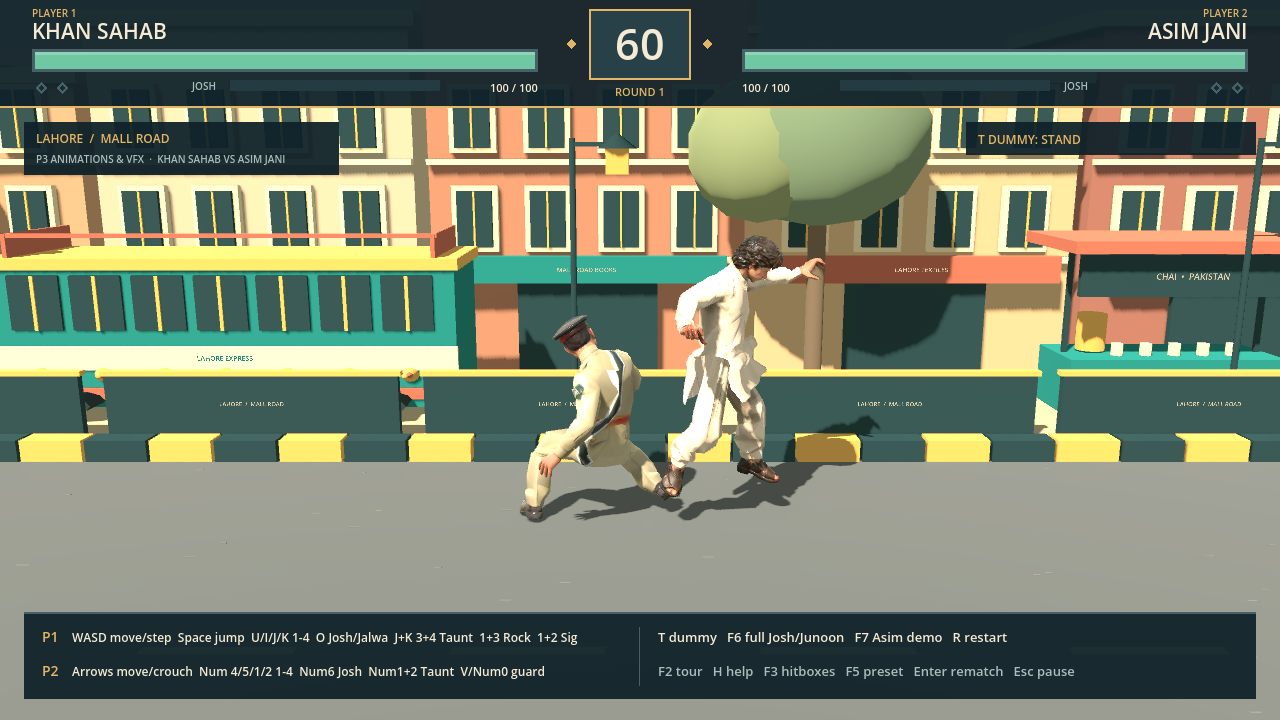 PLAYER 1
KHAN SAHAB
JOSH
100 / 100
60
ROUND 1
PLAYER 2
ASIM JANI
100 / 100
JOSH
LAHORE / MALL ROAD
P3 ANIMATIONS & VFX · KHAN SAHAB VS ASIM JANI
T DUMMY: STAND
MALL ROAD BOOKS
LAHORE TEXTILES
CHAI • PAKISTAN
LAHORE EXPRESS
LAHORE / MALL ROAD
LAHORE / M
LAHORE / MALL ROAD
LAHORE / MALL ROAD
P1 WASD move/step Space jump U/I/J/K 1-4 O Josh/Jalwa J+K 3+4 Taunt 1+3 Rock 1+2 Sig
P2 Arrows move/crouch Num 4/5/1/2 1-4 Num6 Josh Num1+2 Taunt V/Num0 guard
T dummy F6 full Josh/Junoon F7 Asim demo R restart
F2 tour H help F3 hitboxes F5 preset Enter rematch Esc pause